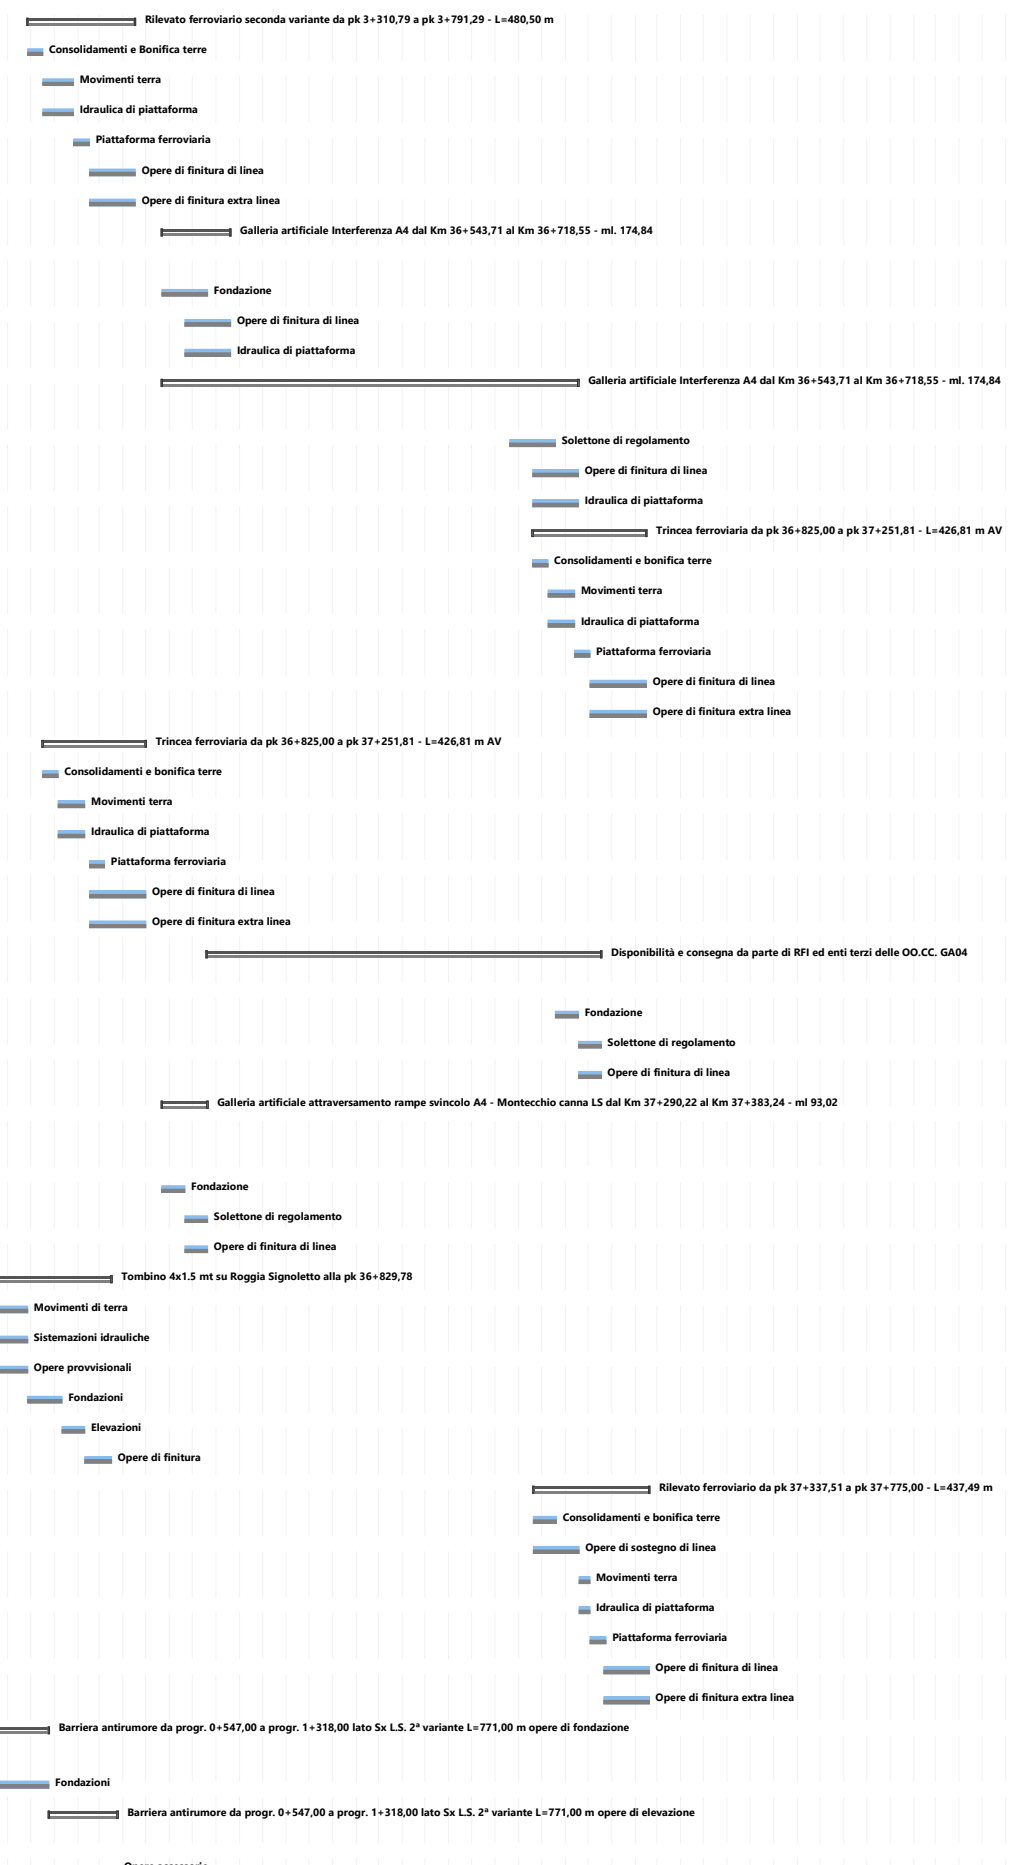 Rilevato ferroviario seconda variante da pk 3+310,79 a pk 3+791,29 - L=480,50 m
Consolidamenti e Bonifica terre
Movimenti terra
Idraulica di piattaforma
Piattaforma ferroviaria
Opere di finitura di linea
Opere di finitura extra linea
Galleria artificiale Interferenza A4 dal Km 36+543,71 al Km 36+718,55 - ml. 174,84
Fondazione
Opere di finitura di linea
Idraulica di piattaforma
Galleria artificiale Interferenza A4 dal Km 36+543,71 al Km 36+718,55 - ml. 174,84
Solettone di regolamento
Opere di finitura di linea
Idraulica di piattaforma
Trincea ferroviaria da pk 36+825,00 a pk 37+251,81 - L=426,81 m AV
Consolidamenti e bonifica terre
Movimenti terra
Idraulica di piattaforma
Piattaforma ferroviaria
Opere di finitura di linea
Opere di finitura extra linea
Trincea ferroviaria da pk 36+825,00 a pk 37+251,81 - L=426,81 m AV
Consolidamenti e bonifica terre
Movimenti terra
Idraulica di piattaforma
Piattaforma ferroviaria
Opere di finitura di linea
Opere di finitura extra linea
Disponibilità e consegna da parte di RFI ed enti terzi delle OO.CC. GA04
Fondazione
Solettone di regolamento
Opere di finitura di linea
Galleria artificiale attraversamento rampe svincolo A4 - Montecchio canna LS dal Km 37+290,22 al Km 37+383,24 - ml 93,02
Fondazione
Solettone di regolamento
Opere di finitura di linea
Tombino 4x1.5 mt su Roggia Signoletto alla pk 36+829,78
Movimenti di terra
Sistemazioni idrauliche
Opere provvisionali
Fondazioni
Elevazioni
Opere di finitura
Rilevato ferroviario da pk 37+337,51 a pk 37+775,00 - L=437,49 m
Consolidamenti e bonifica terre
Opere di sostegno di linea
Movimenti terra
Idraulica di piattaforma
Piattaforma ferroviaria
Opere di finitura di linea
Opere di finitura extra linea
Barriera antirumore da progr. 0+547,00 a progr. 1+318,00 lato Sx L.S. 2ª variante L=771,00 m opere di fondazione
Fondazioni
Barriera antirumore da progr. 0+547,00 a progr. 1+318,00 lato Sx L.S. 2ª variante L=771,00 m opere di elevazione